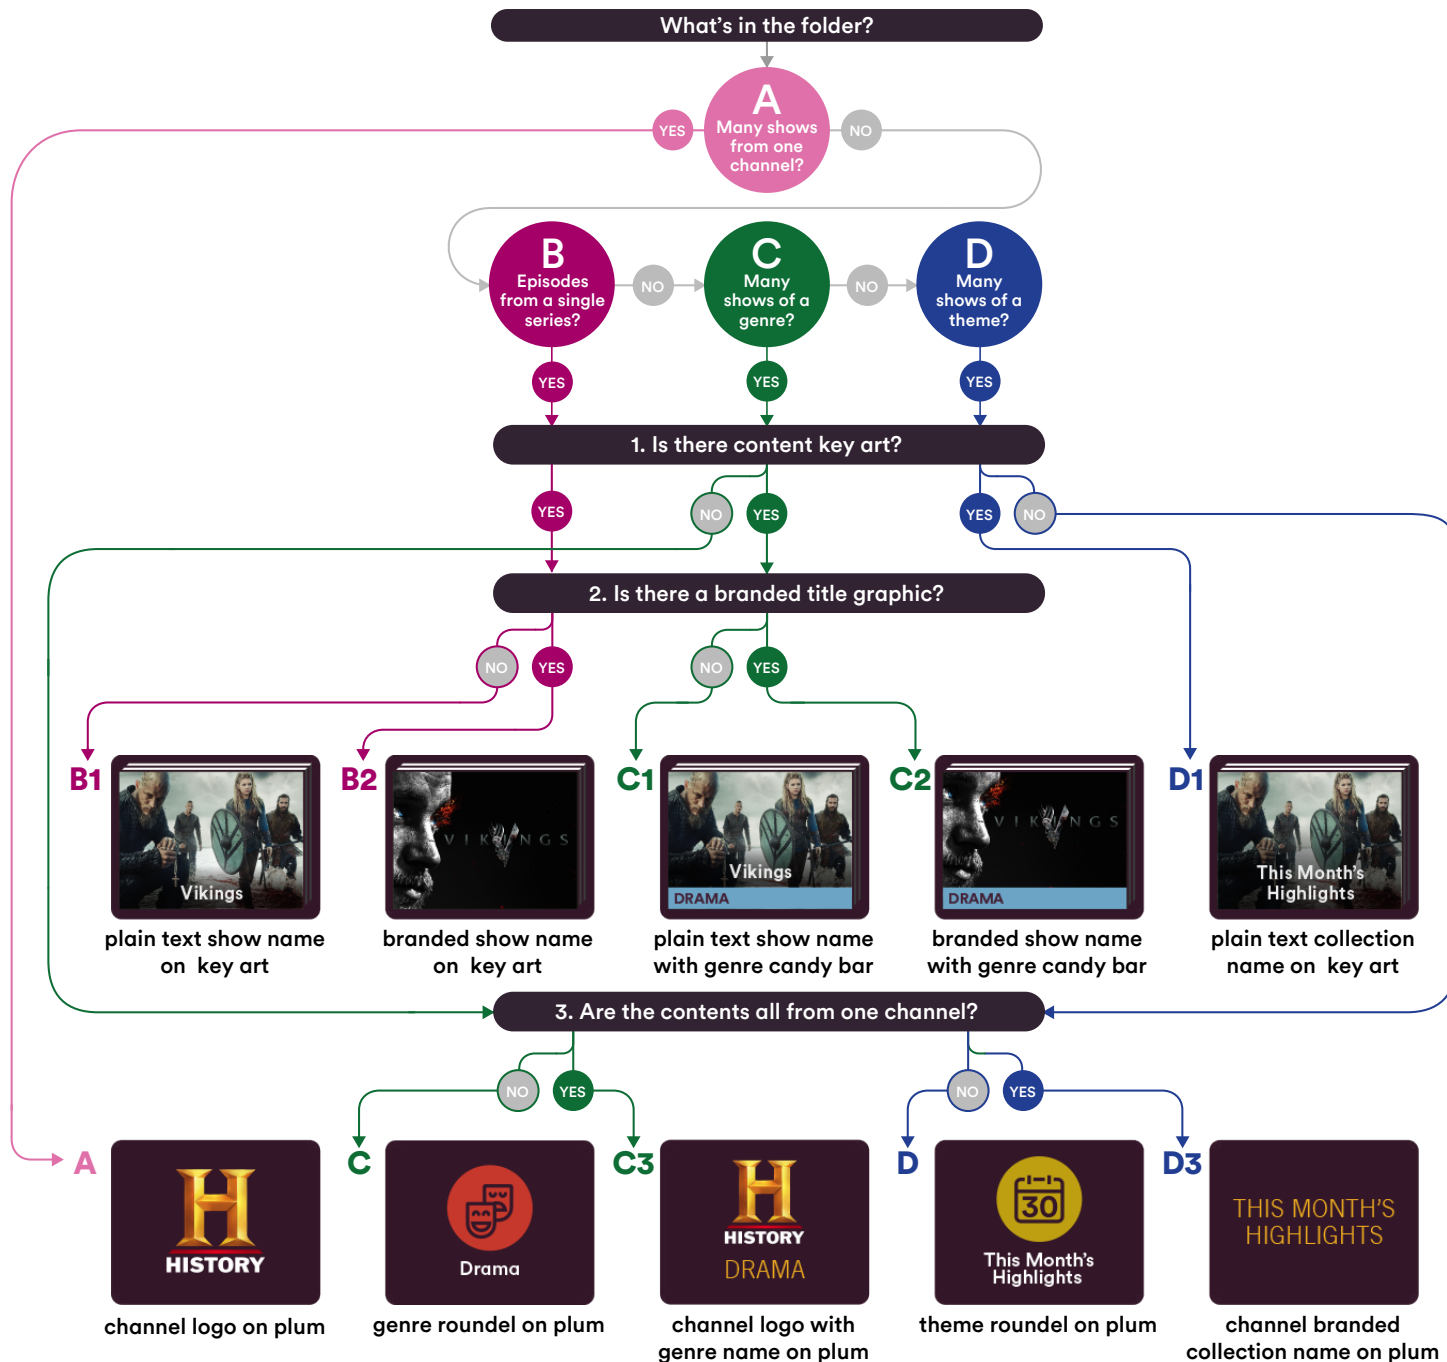 What's in the folder?
A
Many shows
from one
channel?
YES
NO
B
Episodes
from a single
series?
NO
C
Many
shows of a
genre?
NO
D
Many
shows of a
theme?
YES
YES
YES
1. Is there content key art?
YES
NO
YES
YES
NO
2. Is there a branded title graphic?
NO
YES
NO
YES
B1
Vikings
plain text show name
on key art
B2
VIKINGS
branded show name
on key art
C1
Vikings
DRAMA
plain text show name
with genre candy bar
C2
VIKINGS
DRAMA
branded show name
with genre candy bar
D1
This Month's
Highlights
plain text collection
name on key art
3. Are the contents all from one channel?
NO
YES
NO
YES
A
H
HISTORY
channel logo on plum
C
Drama
genre roundel on plum
C3
H
HISTORY
DRAMA
channel logo with
genre name on plum
D
30
This Month's
Highlights
theme roundel on plum
D3
THIS MONTH'S
HIGHLIGHTS
channel branded
collection name on plum